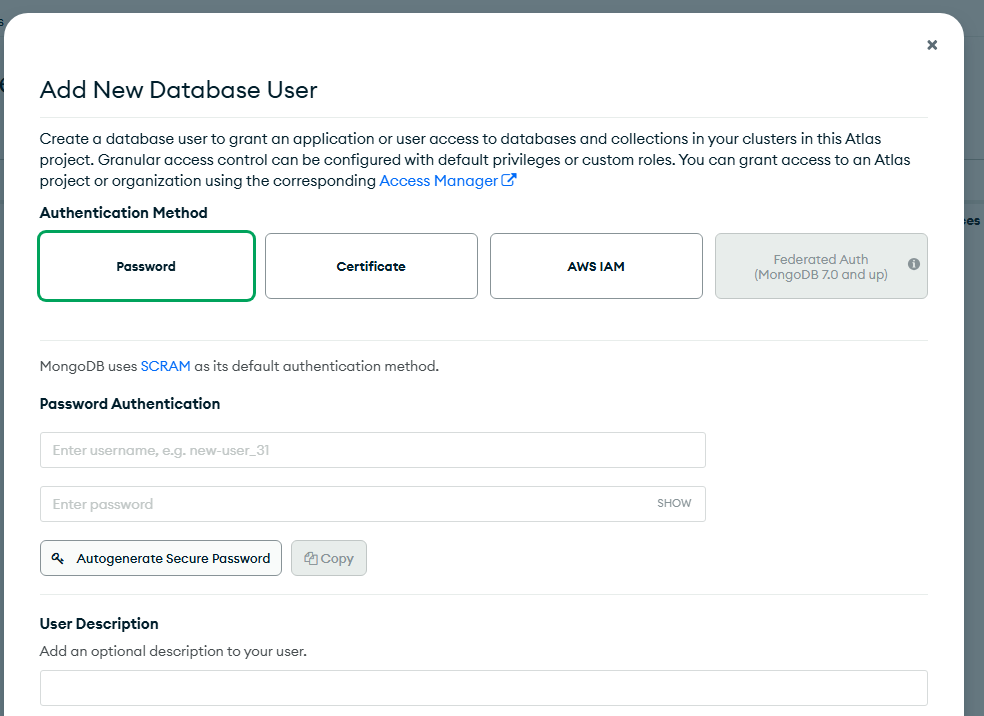 Add New Database User
Create a database user to grant an application or user access to databases and collections in your clusters in this Atlas
project. Granular access control can be configured with default privileges or custom roles. You can grant access to an Atlas
project or organization using the corresponding Access Manager
Authentication Method
Password
Certificate
AWS IAM
Federated Auth
(MongoDB 7.0 and up)
MongoDB uses SCRAM as its default authentication method.
Password Authentication
Enter username, e.g. new-user_31
Enter password
SHOW
Autogenerate Secure Password
Copy
User Description
Add an optional description to your user.